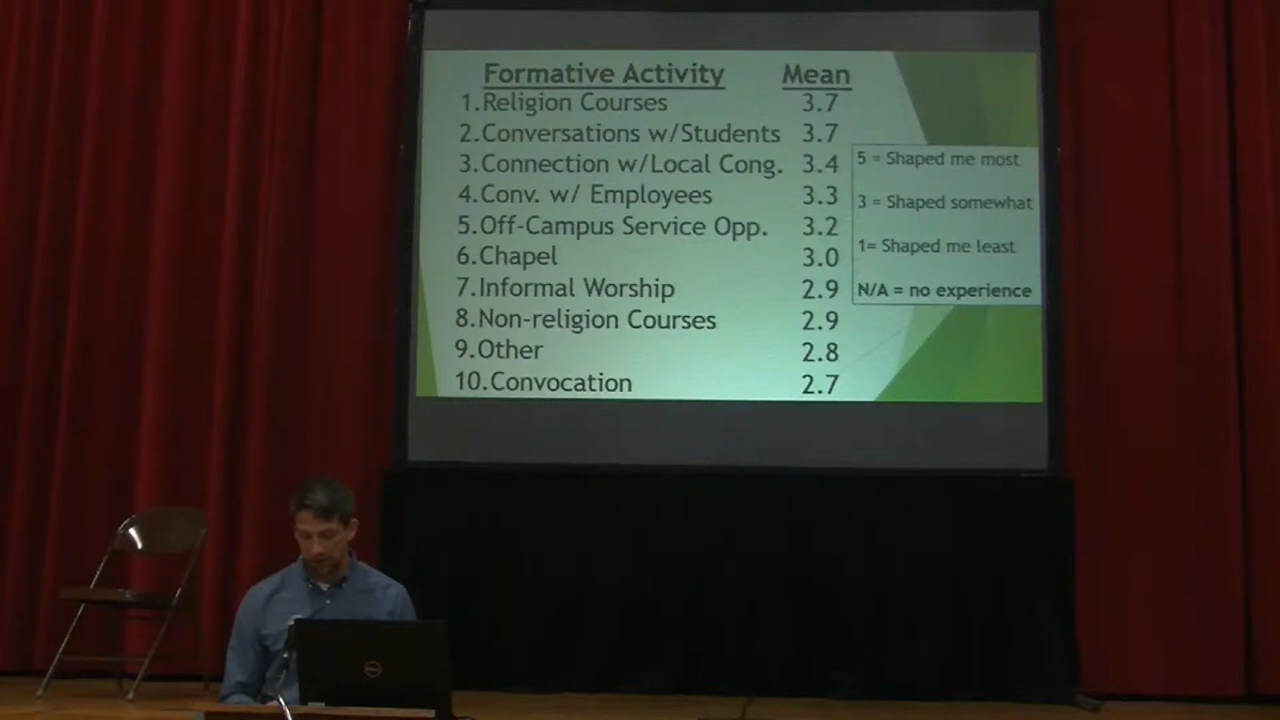 Formative Activity Mean
1.Religion Courses 3.7
2.Conversations w/Students 3.7
3.Connection w/Local Cong. 3.4
4.Conv. w/ Employees 3.3
5.Off-Campus Service Opp. 3.2
6.Chapel 3.0
7.Informal Worship 2.9
8.Non-religion Courses 2.9
9.Other 2.8
10.Convocation 2.7
5 = Shaped me most
3 = Shaped somewhat
1= Shaped me least
N/A = no experience
DELL